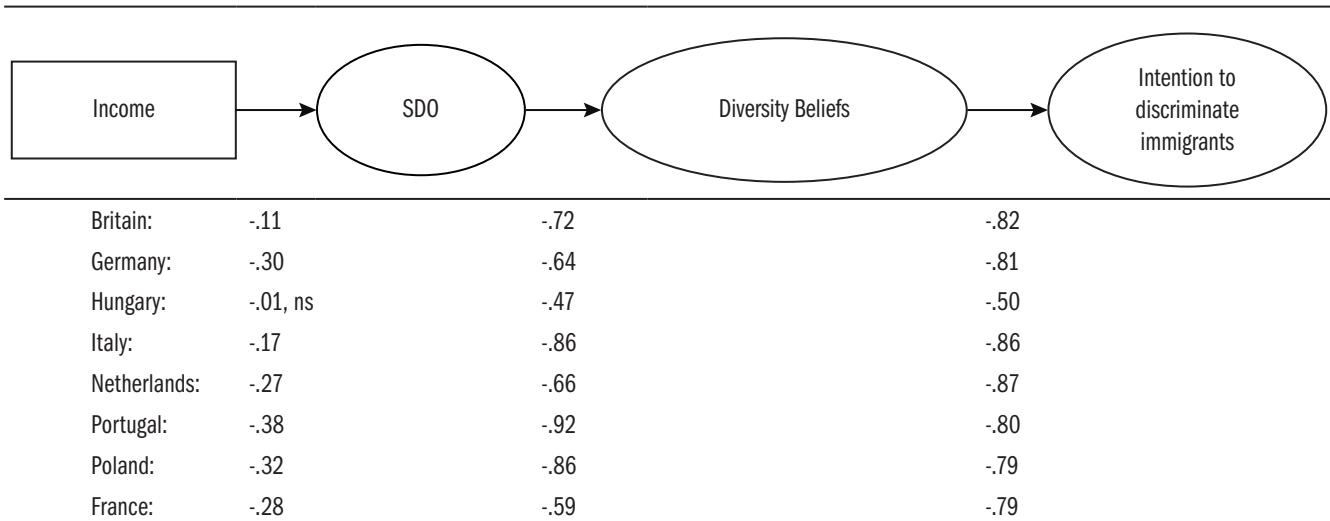 Income
SDO
Diversity Beliefs
Intention to
discriminate
immigrants
Britain: -.11 -.72 -.82
Germany: -.30 -.64 -.81
Hungary: -.01, ns -.47 -.50
Italy: -.17 -.86 -.86
Netherlands: -.27 -.66 -.87
Portugal: -.38 -.92 -.80
Poland: -.32 -.86 -.79
France: -.28 -.59 -.79